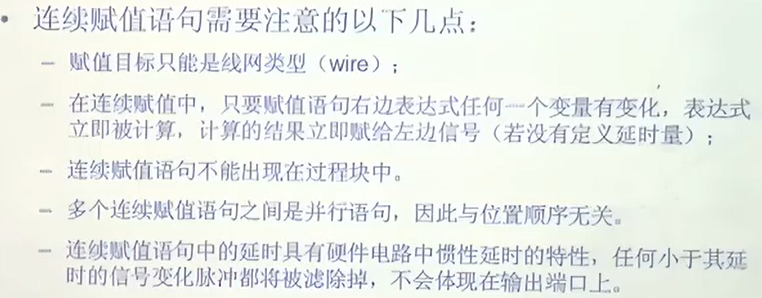 • 连续赋值语句需要注意的以下几点：
– 赋值目标只能是线网类型（wire）；
– 在连续赋值中，只要赋值语句右边表达式任何一个变量有变化，表达式
立即被计算，计算的结果立即赋给左边信号（若没有定义延时量）；
– 连续赋值语句不能出现在过程块中。
– 多个连续赋值语句之间是并行语句，因此与位置顺序无关。
– 连续赋值语句中的延时具有硬件电路中惯性延时的特性，任何小于其延
时的信号变化脉冲都将被滤除掉，不会体现在输出端口上。